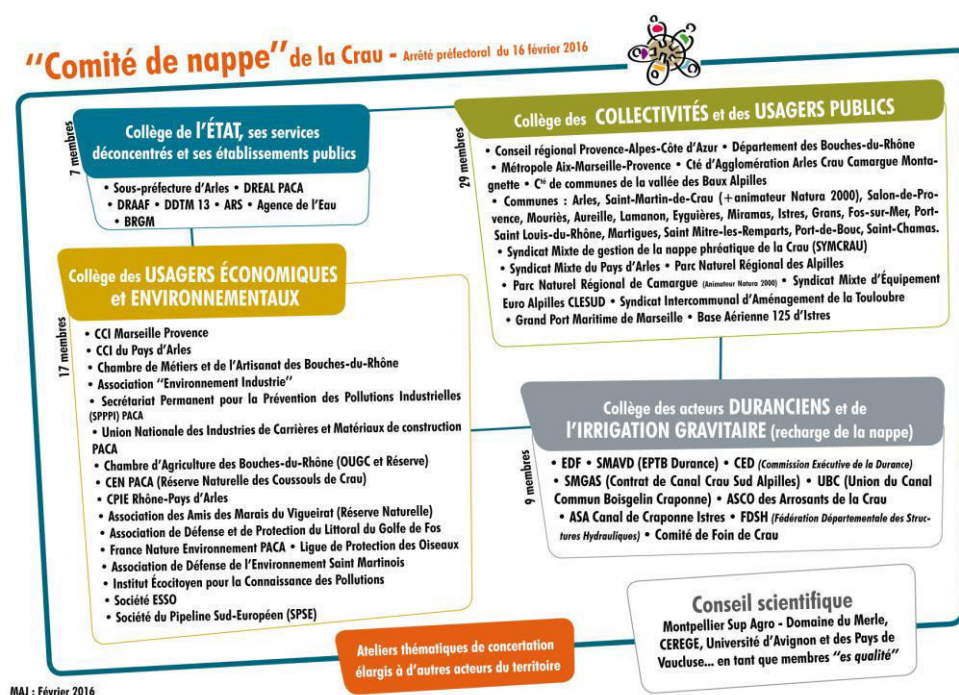 "Comité de nappe" de la Crau - Arrêté préfectoral du 16 février 2016
7 membres
Collège de l'ÉTAT, ses services
déconcentrés et ses établissements publics
• Sous-préfecture d'Arles • DREAL PACA
• DRAAF • DDTM 13 • ARS • Agence de l'Eau
• BRGM
29 membres
Collège des COLLECTIVITÉS et des USAGERS PUBLICS
• Conseil régional Provence-Alpes-Côte d'Azur • Département des Bouches-du-Rhône
• Métropole Aix-Marseille-Provence • Cté d'Agglomération Arles Crau Camargue Monta-
gnette • Cté de communes de la vallée des Baux Alpilles
• Communes : Arles, Saint-Martin-de-Crau (+animateur Natura 2000), Salon-de-Pro-
vence, Mouriès, Aureille, Lamanon, Eyguières, Miramas, Istres, Grans, Fos-sur-Mer, Port-
Saint Louis-du-Rhône, Martigues, Saint Mitre-les-Remparts, Port-de-Bouc, Saint-Chamas.
• Syndicat Mixte de gestion de la nappe phréatique de la Crau (SYMCRAU)
• Syndicat Mixte du Pays d'Arles • Parc Naturel Régional des Alpilles
• Parc Naturel Régional de Camargue (Animateur Natura 2000) • Syndicat Mixte d'Équipement
Euro Alpilles CLESUD • Syndicat Intercommunal d'Aménagement de la Touloubre
• Grand Port Maritime de Marseille • Base Aérienne 125 d'Istres
17 membres
Collège des USAGERS ÉCONOMIQUES
et ENVIRONNEMENTAUX
• CCI Marseille Provence
• CCI du Pays d'Arles
• Chambre de Métiers et de l'Artisanat des Bouches-du-Rhône
• Association "Environnement Industrie"
• Secrétariat Permanent pour la Prévention des Pollutions Industrielles
(SPPPI) PACA
• Union Nationale des Industries de Carrières et Matériaux de construction
PACA
• Chambre d'Agriculture des Bouches-du-Rhône (OUGC et Réserve)
• CEN PACA (Réserve Naturelle des Coussouls de Crau)
• CPIE Rhône-Pays d'Arles
• Association des Amis des Marais du Vigueirat (Réserve Naturelle)
• Association de Défense et de Protection du Littoral du Golfe de Fos
• France Nature Environnement PACA • Ligue de Protection des Oiseaux
• Association de Défense de l'Environnement Saint Martinois
• Institut Écocitoyen pour la Connaissance des Pollutions
• Société ESSO
• Société du Pipeline Sud-Européen (SPSE)
9 membres
Collège des acteurs DURANCIENS et de
l'IRRIGATION GRAVITAIRE (recharge de la nappe)
• EDF • SMAVD (EPTB Durance) • CED (Commission Exécutive de la Durance)
• SMGAS (Contrat de Canal Crau Sud Alpilles) • UBC (Union du Canal
Commun Boisgelin Craponne) • ASCO des Arrosants de la Crau
• ASA Canal de Craponne Istres • FDSH (Fédération Départementale des Struc-
tures Hydrauliques) • Comité de Foin de Crau
Conseil scientifique
Montpellier Sup Agro - Domaine du Merle,
CEREGE, Université d'Avignon et des Pays de
Vaucluse... en tant que membres "es qualité"
Ateliers thématiques de concertation
élargis à d'autres acteurs du territoire
MAJ : Février 2016